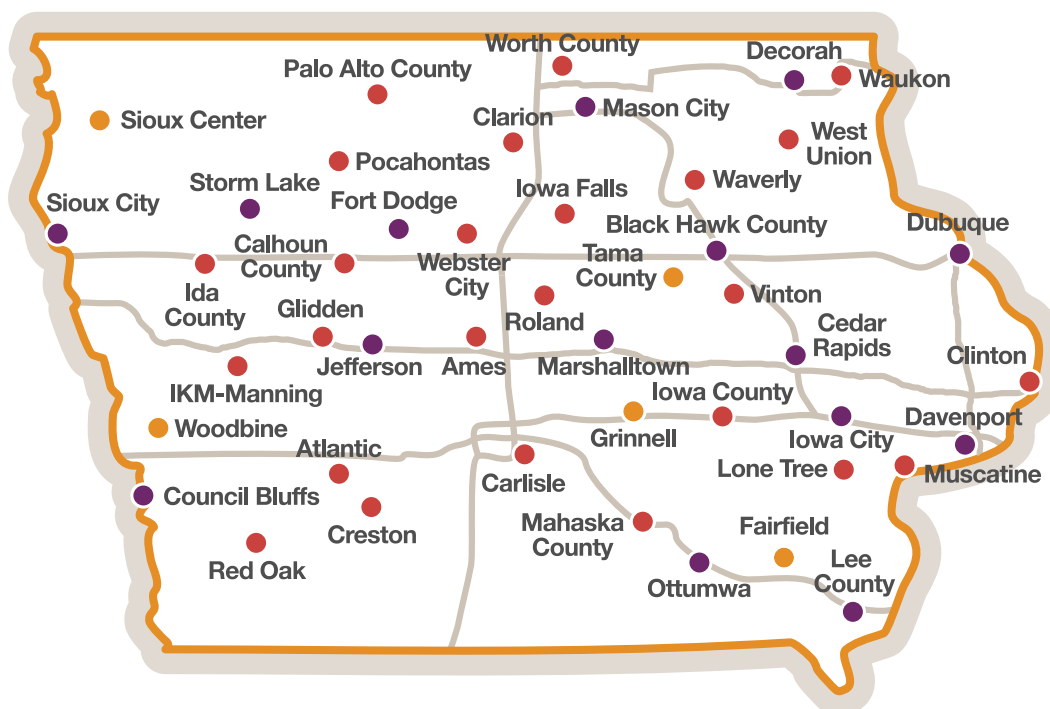 Worth County
Decorah
Palo Alto County
Waukon
Mason City
Sioux Center
Clarion
West
Union
Pocahontas
Waverly
Storm Lake
Iowa Falls
Sioux City
Fort Dodge
Black Hawk County
Dubuque
Calhoun
County
Webster
City
Tama
County
Ida
County
Vinton
Glidden
Roland
Cedar
Rapids
Jefferson
Ames
Marshalltown
Clinton
IKM-Manning
Iowa County
Woodbine
Grinnell
Iowa City
Davenport
Atlantic
Lone Tree
Muscatine
Carlisle
Council Bluffs
Creston
Mahaska
County
Fairfield
Red Oak
Ottumwa
Lee
County